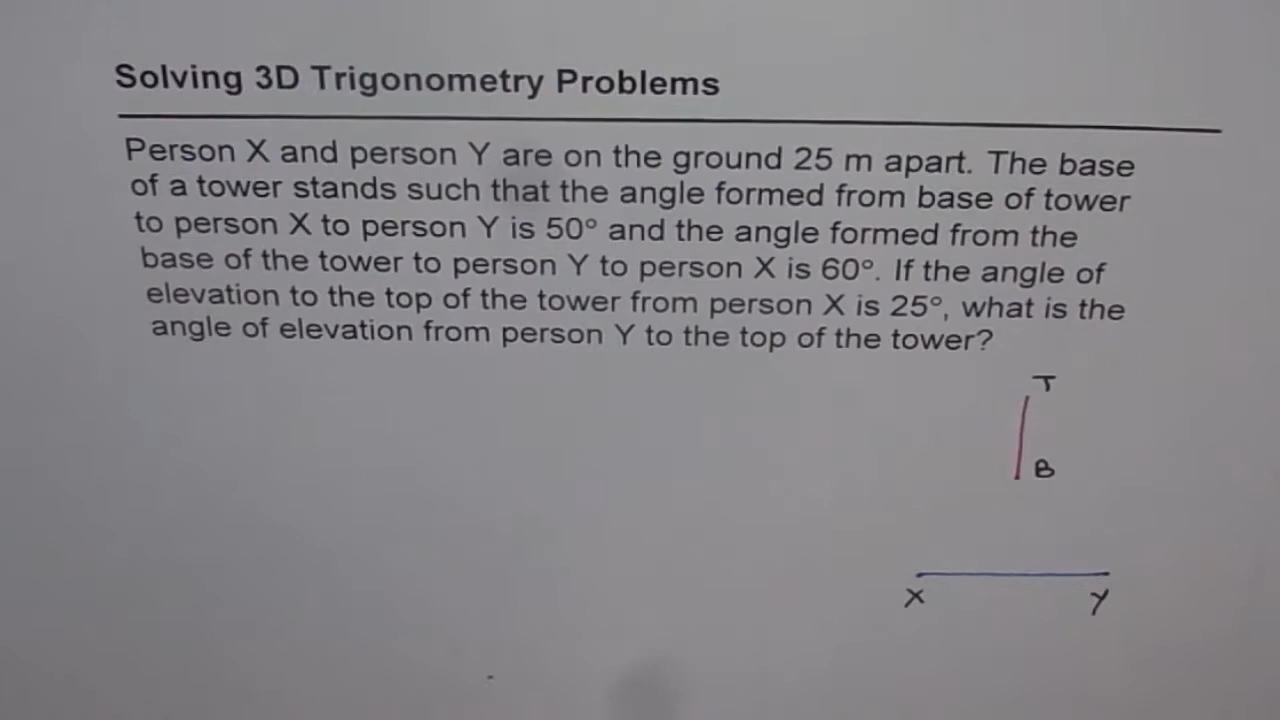 Solving 3D Trigonometry Problems
Person X and person Y are on the ground 25 m apart. The base
of a tower stands such that the angle formed from base of tower
to person X to person Y is 50° and the angle formed from the
base of the tower to person Y to person X is 60°. If the angle of
elevation to the top of the tower from person X is 25°, what is the
angle of elevation from person Y to the top of the tower?
T
B
X Y